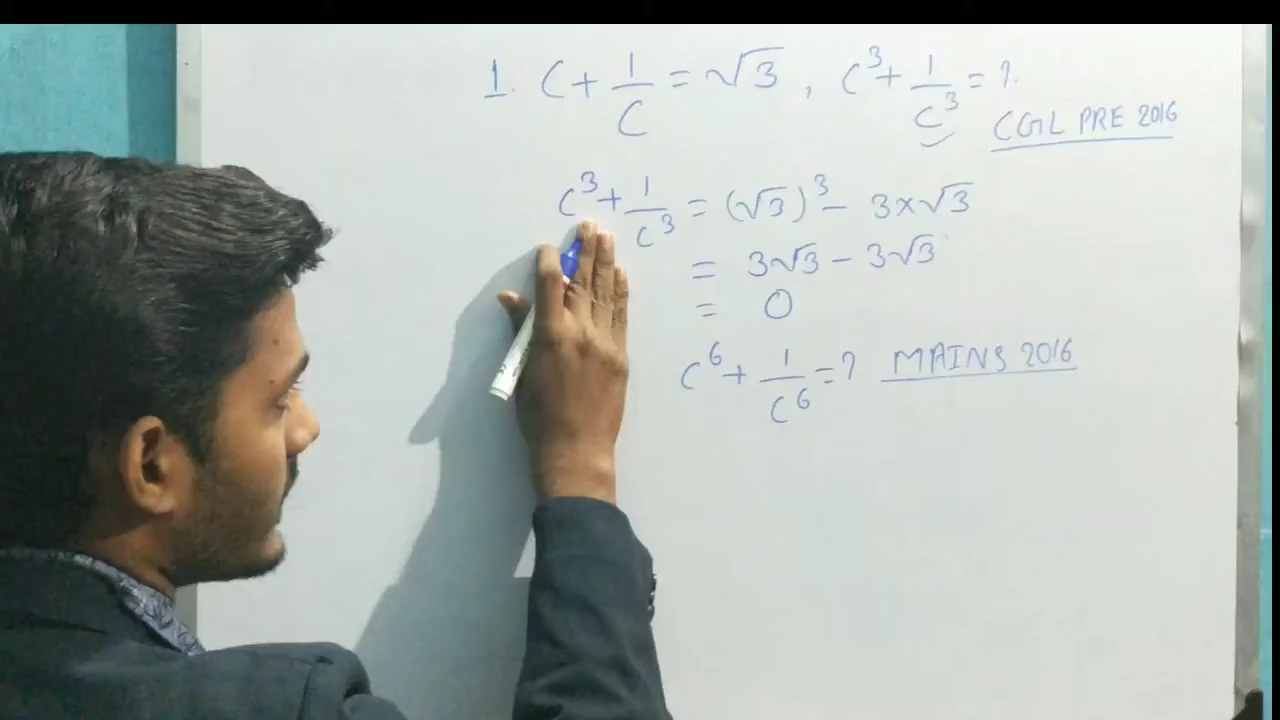 1. C + 1/C = √3, C³ + 1/C³ = ?
CGL PRE 2016
C³ + 1/C³ = (√3)³ - 3×√3
= 3√3 - 3√3
= 0
C⁶ + 1/C⁶ = ? MAINS 2016